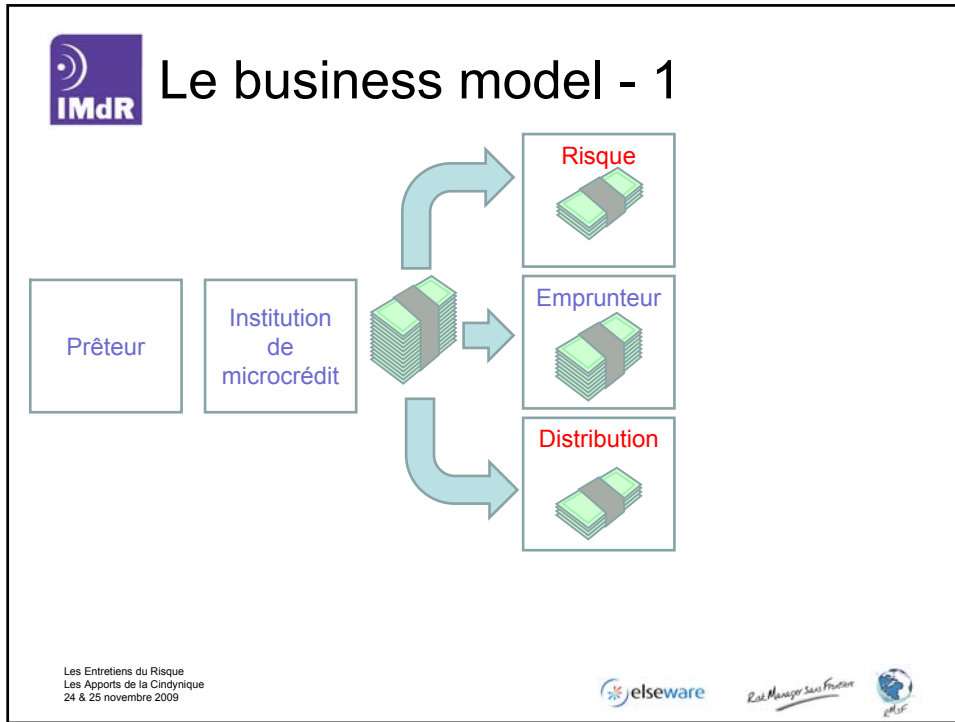 IMdR
Le business model - 1
Risque
Prêteur
Institution
de
microcrédit
Emprunteur
Distribution
Les Entretiens du Risque
Les Apports de la Cindynique
24 & 25 novembre 2009
elseware
Risk Manager Sans Frontière
RMSF